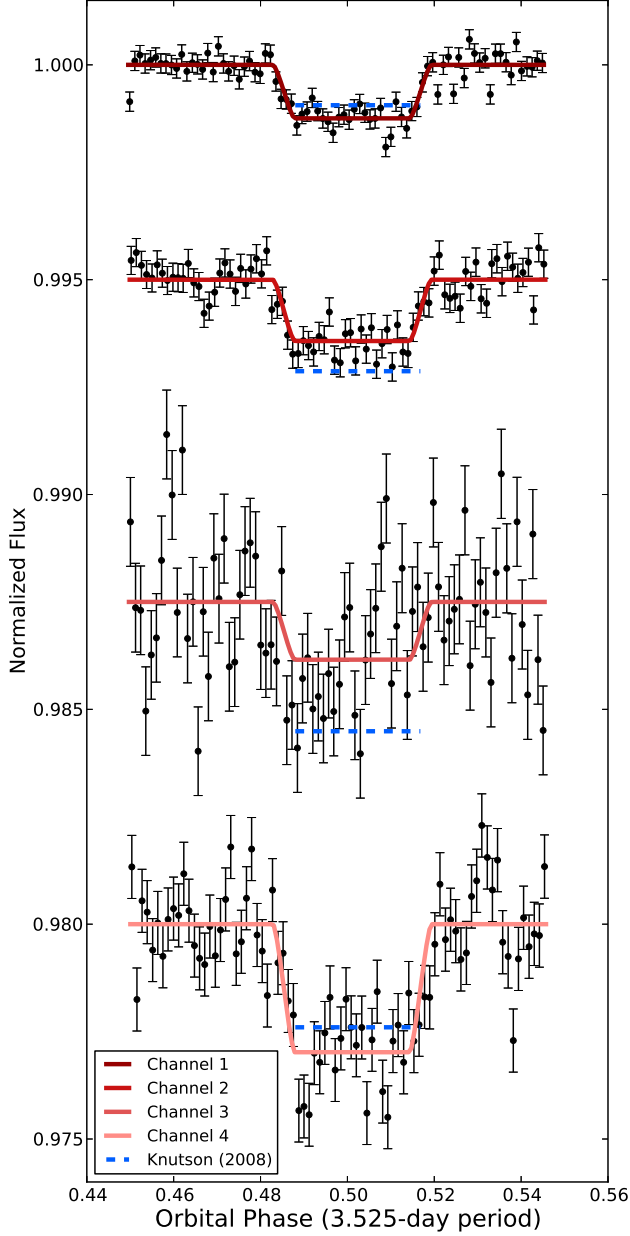 1.000
0.995
0.990
0.985
0.980
0.975
Normalized Flux
Channel 1
Channel 2
Channel 3
Channel 4
Knutson (2008)
0.44
0.46
0.48
0.50
0.52
0.54
0.56
Orbital Phase (3.525-day period)